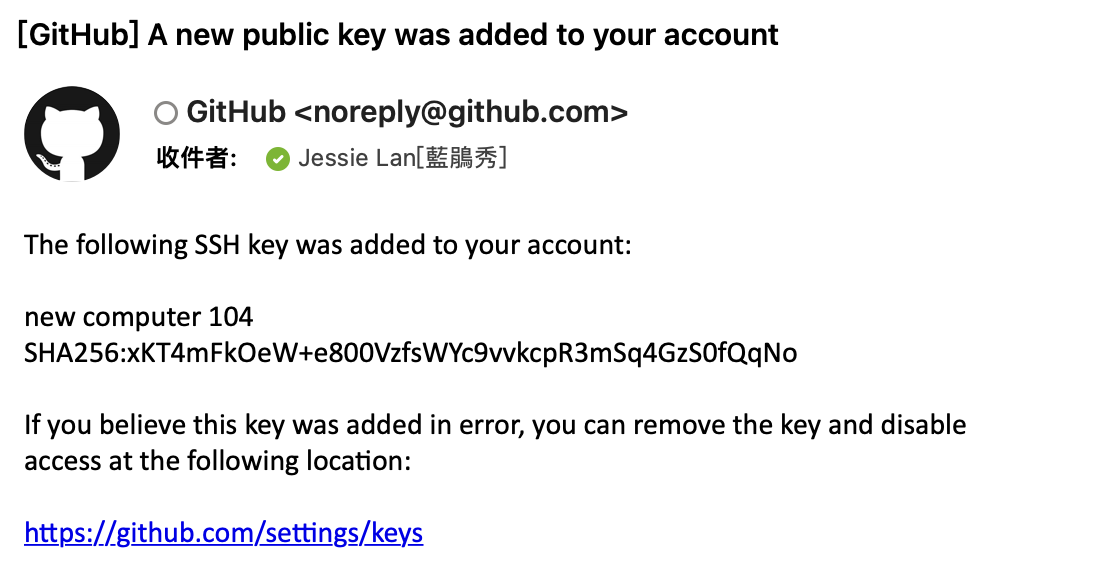 [GitHub] A new public key was added to your account
GitHub <noreply@github.com>
收件者: Jessie Lan[藍鵑秀]
The following SSH key was added to your account:
new computer 104
SHA256:xKT4mFkOeW+e800VzfsWYc9vvkcpR3mSq4GzS0fQqNo
If you believe this key was added in error, you can remove the key and disable
access at the following location:
https://github.com/settings/keys